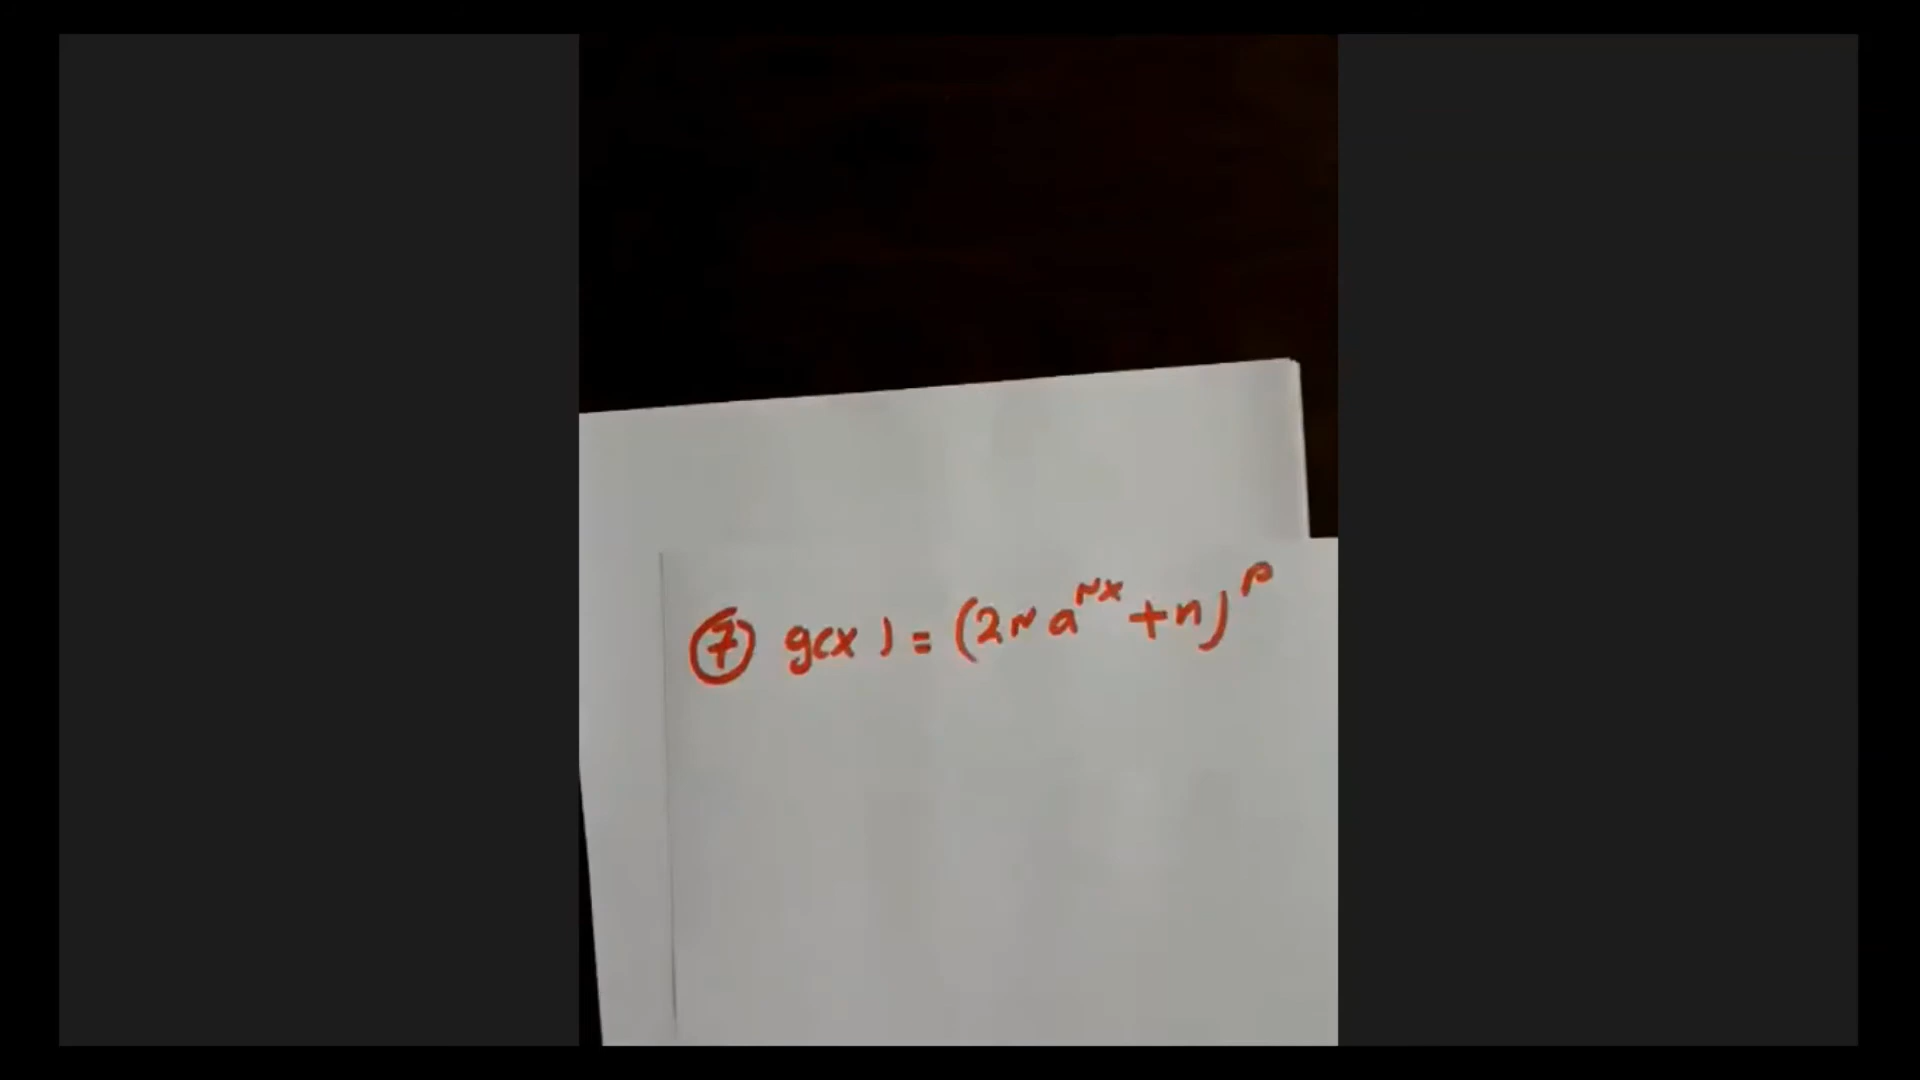 ⑦ g(x) = (2r a^rx + n)^p